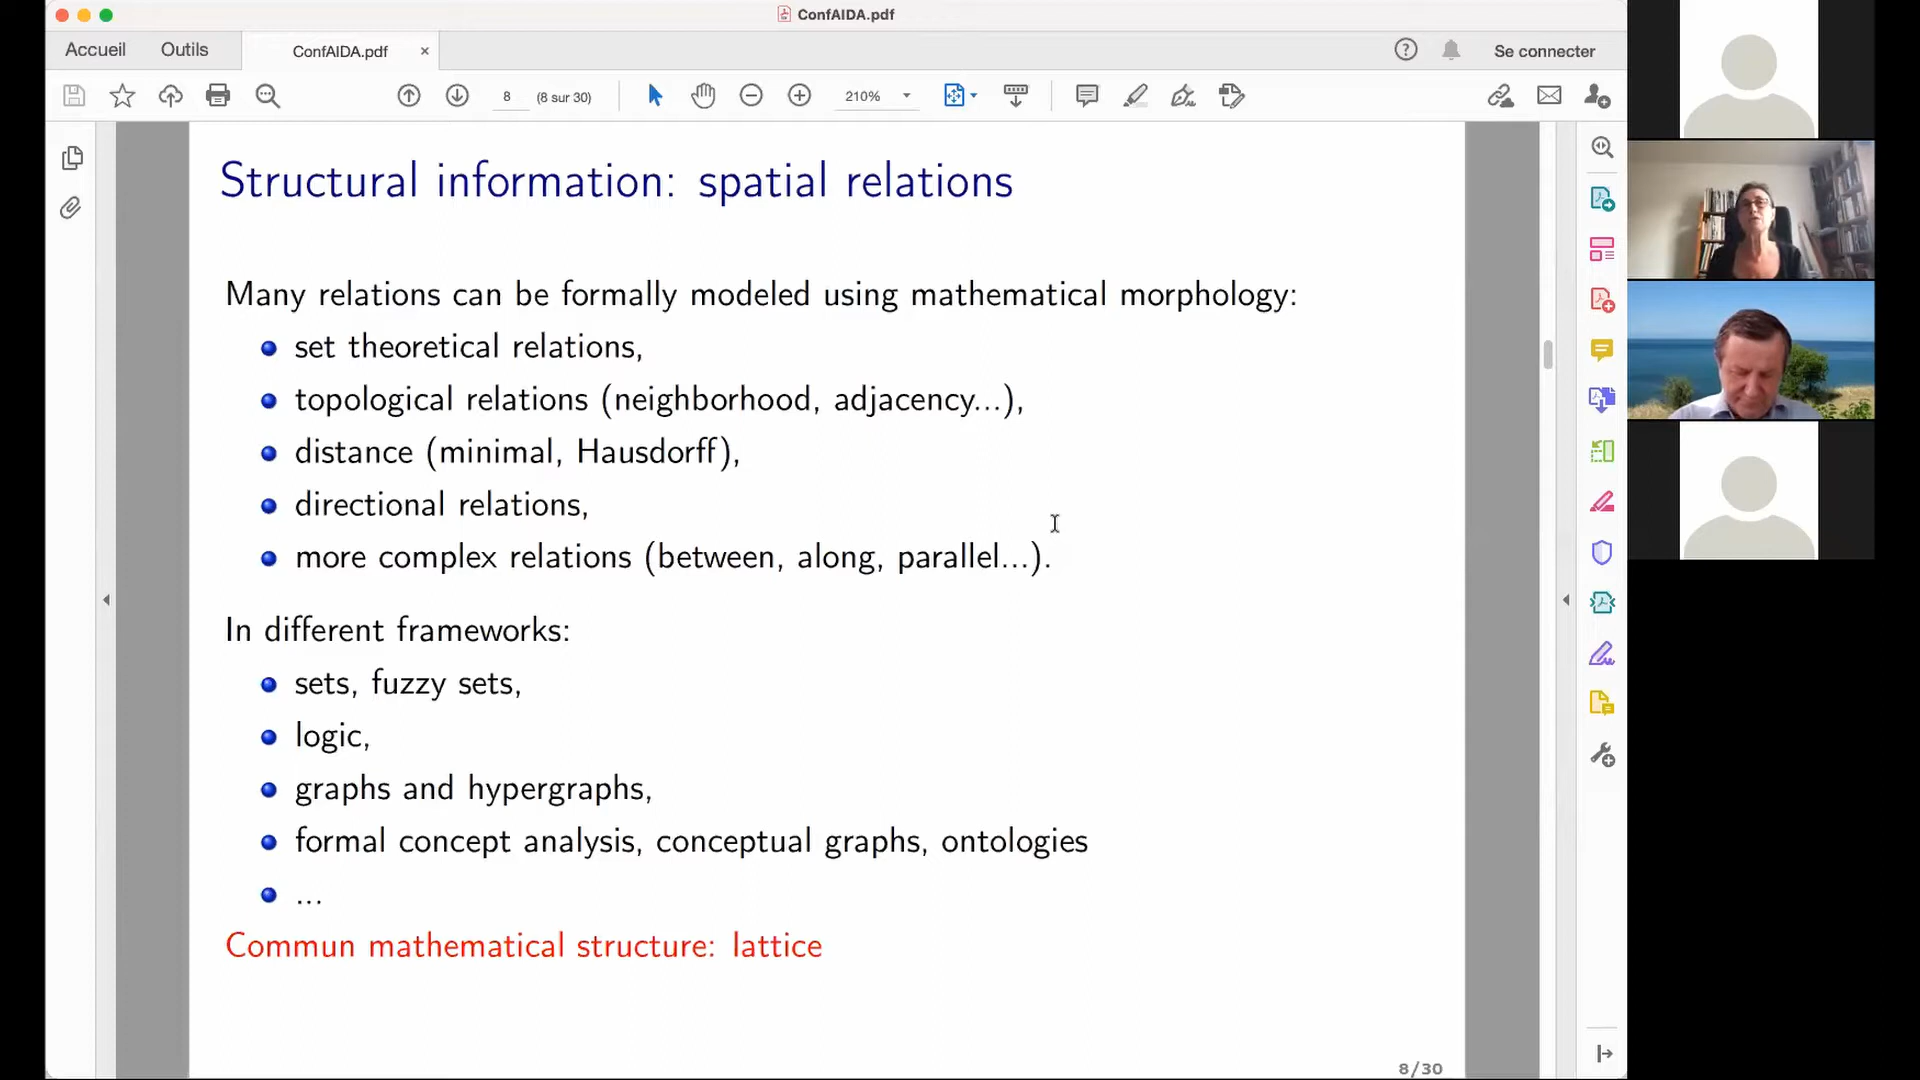 ConfAIDA.pdf
Accueil
Outils
ConfAIDA.pdf
Se connecter
8
(8 sur 30)
210%
Structural information: spatial relations
Many relations can be formally modeled using mathematical morphology:
set theoretical relations,
topological relations (neighborhood, adjacency...),
distance (minimal, Hausdorff),
directional relations,
more complex relations (between, along, parallel...).
In different frameworks:
sets, fuzzy sets,
logic,
graphs and hypergraphs,
formal concept analysis, conceptual graphs, ontologies
...
Commun mathematical structure: lattice
8/30